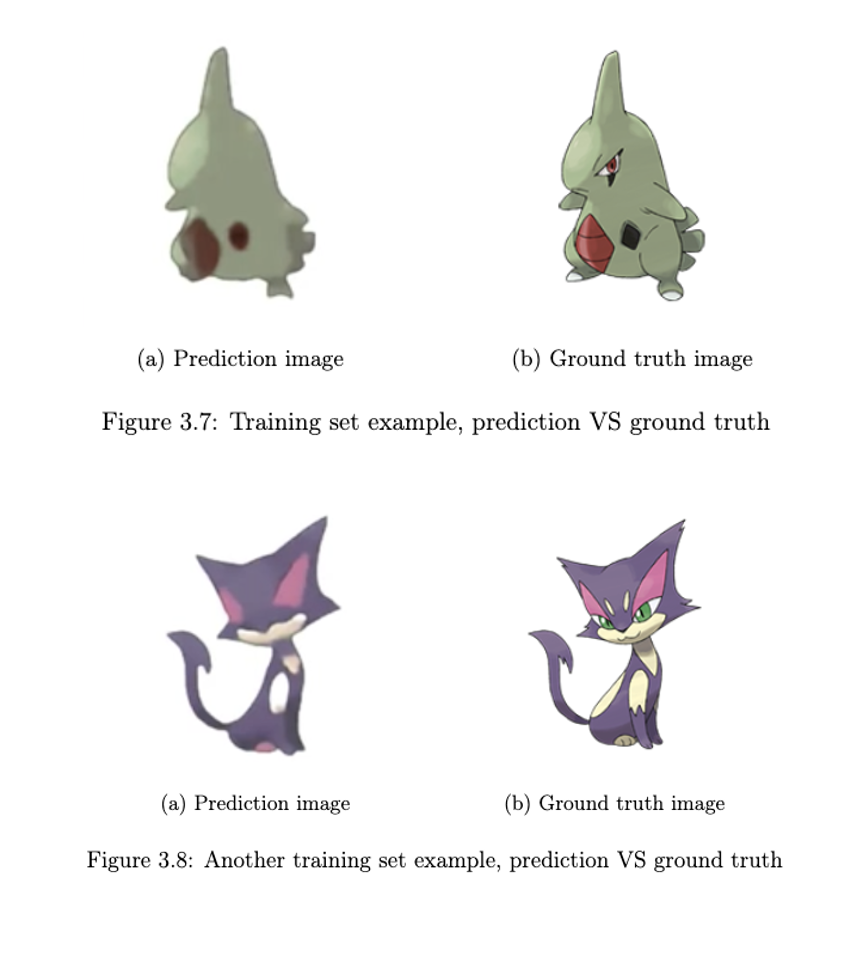 (a) Prediction image
(b) Ground truth image
Figure 3.7: Training set example, prediction VS ground truth
(a) Prediction image
(b) Ground truth image
Figure 3.8: Another training set example, prediction VS ground truth